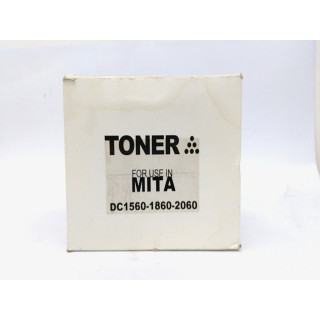 TONER
FOR USE IN
MITA
DC1560-1860-2060